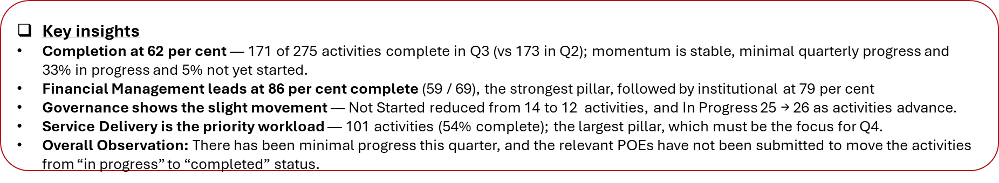 ❑ Key insights
• Completion at 62 per cent — 171 of 275 activities complete in Q3 (vs 173 in Q2); momentum is stable, minimal quarterly progress and
33% in progress and 5% not yet started.
• Financial Management leads at 86 per cent complete (59 / 69), the strongest pillar, followed by institutional at 79 per cent
• Governance shows the slight movement — Not Started reduced from 14 to 12 activities, and In Progress 25 → 26 as activities advance.
• Service Delivery is the priority workload — 101 activities (54% complete); the largest pillar, which must be the focus for Q4.
• Overall Observation: There has been minimal progress this quarter, and the relevant POEs have not been submitted to move the activities
from “in progress” to “completed” status.